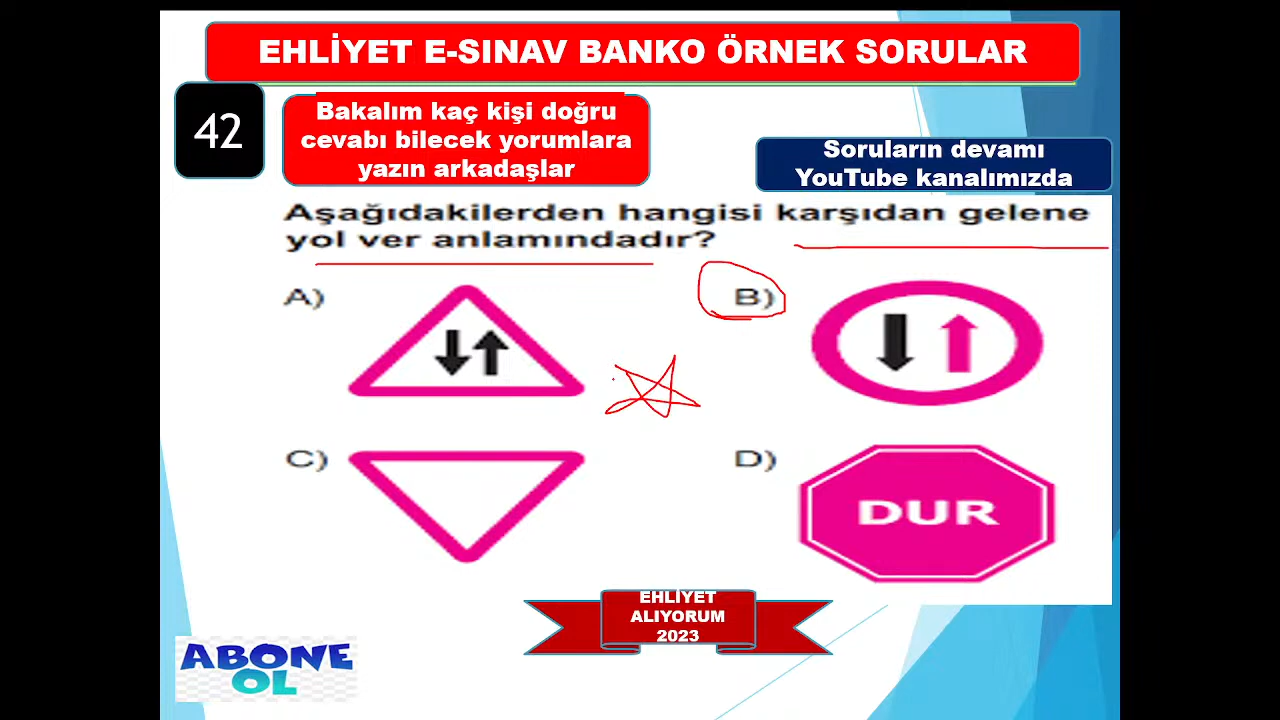 EHLİYET E-SINAV BANKO ÖRNEK SORULAR
42
Bakalım kaç kişi doğru
cevabı bilecek yorumlara
yazın arkadaşlar
Soruların devamı
YouTube kanalımızda
Aşağıdakilerden hangisi karşıdan gelene
yol ver anlamındadır?
A)
B)
C)
D)
DUR
EHLİYET
ALIYORUM
2023
ABONE
OL